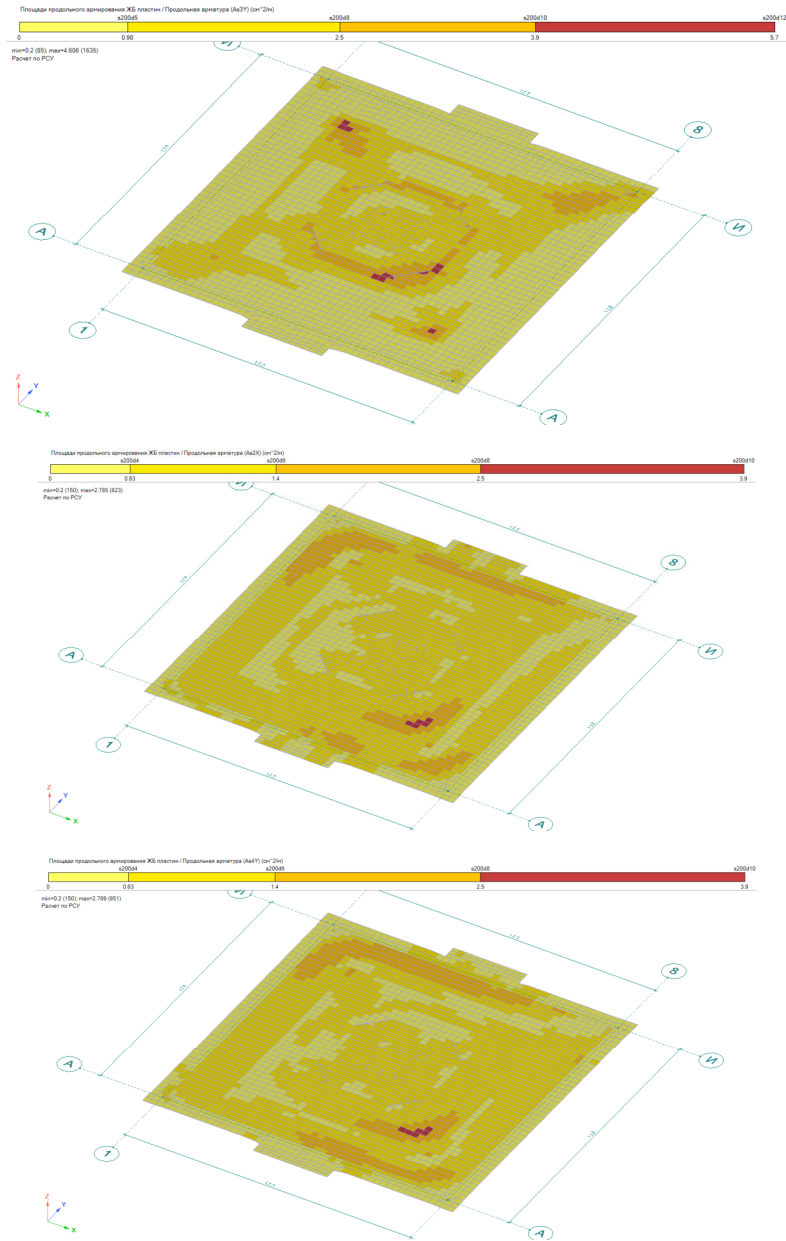 Площади продольного армирования ЖБ пластин / Продольная арматура (As3Y) (см^2/м)
s200d5 s200d8 s200d10 s200d12
0 0.98 2.5 3.9 5.7
min=0.2 (85); max=4.606 (1635)
Расчет по РСУ
И
8
А
И
1
А
Z
Y
X
Площади продольного армирования ЖБ пластин / Продольная арматура (As2X) (см^2/м)
s200d4 s200d6 s200d8 s200d10
0 0.63 1.4 2.5 3.9
min=0.2 (150); max=2.785 (823)
Расчет по РСУ
И
8
А
И
1
А
Z
Y
X
Площади продольного армирования ЖБ пластин / Продольная арматура (As4Y) (см^2/м)
s200d4 s200d6 s200d8 s200d10
0 0.63 1.4 2.5 3.9
min=0.2 (150); max=2.789 (951)
Расчет по РСУ
И
8
А
И
1
А
Z
Y
X